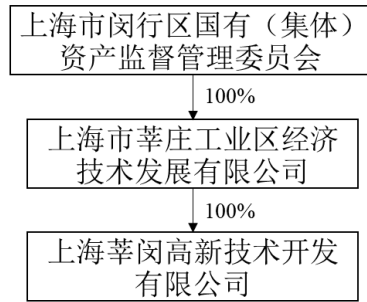 上海市闵行区国有（集体）
资产监督管理委员会
100%
上海市莘庄工业区经济
技术发展有限公司
100%
上海莘闵高新技术开发
有限公司